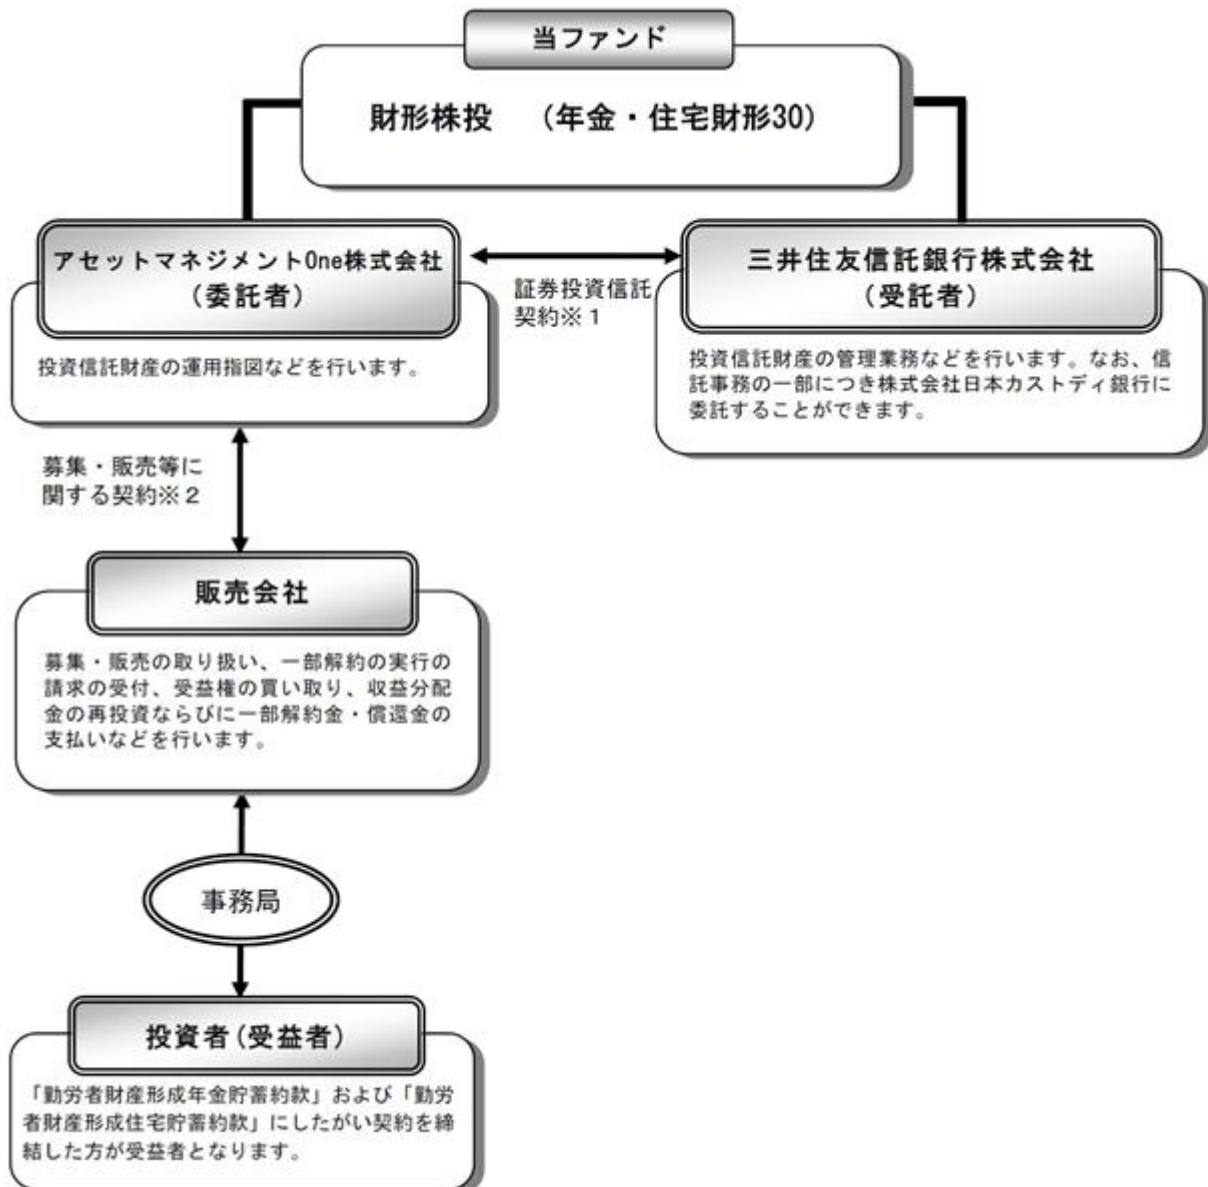 当ファンド
財形株投　（年金・住宅財形30）
アセットマネジメントOne株式会社
（委託者）
投資信託財産の運用指図などを行います。
証券投資信託
契約※１
三井住友信託銀行株式会社
（受託者）
投資信託財産の管理業務などを行います。なお、信
託事務の一部につき株式会社日本カストディ銀行に
委託することができます。
募集・販売等に
関する契約※２
販売会社
募集・販売の取り扱い、一部解約の実行の
請求の受付、受益権の買い取り、収益分配
金の再投資ならびに一部解約金・償還金の
支払いなどを行います。
事務局
投資者(受益者)
「勤労者財産形成年金貯蓄約款」および「勤労
者財産形成住宅貯蓄約款」にしたがい契約を締
結した方が受益者となります。